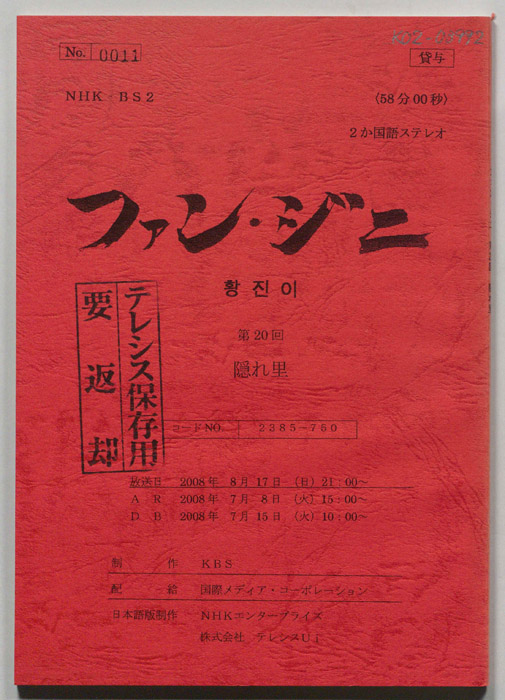 No. 0011
貸与
NHK-BS2
〈58分00秒〉
2か国語ステレオ
ファン・ジニ
황진이
第20回
隠れ里
テレシス保存用
要返却
コードNO. 2385-760
放送日 2008年 8月17日 (日) 21:00~
AR 2008年 7月 8日 (火) 15:00~
DB 2008年 7月15日 (火) 10:00~
制作 KBS
配給 国際メディア・コーポレーション
日本語版制作 NHKエンタープライズ
株式会社 テレシス